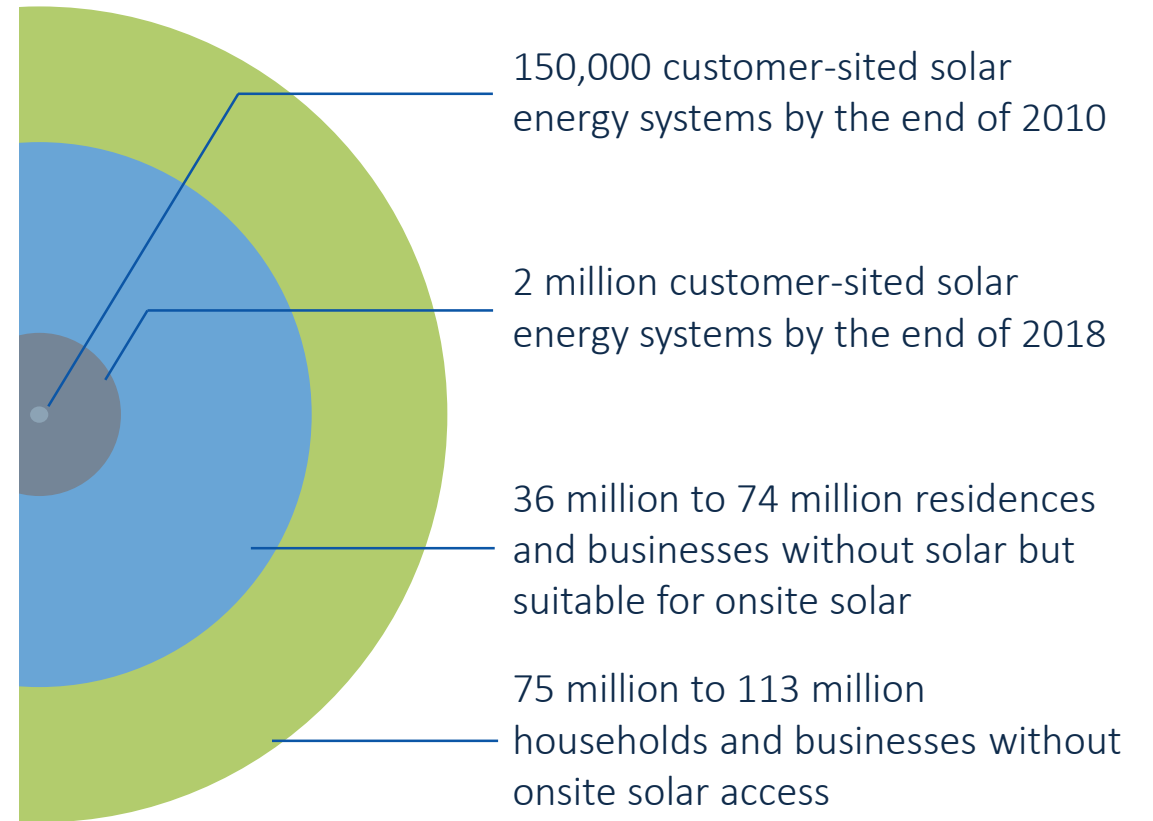 150,000 customer-sited solar
energy systems by the end of 2010
2 million customer-sited solar
energy systems by the end of 2018
36 million to 74 million residences
and businesses without solar but
suitable for onsite solar
75 million to 113 million
households and businesses without
onsite solar access